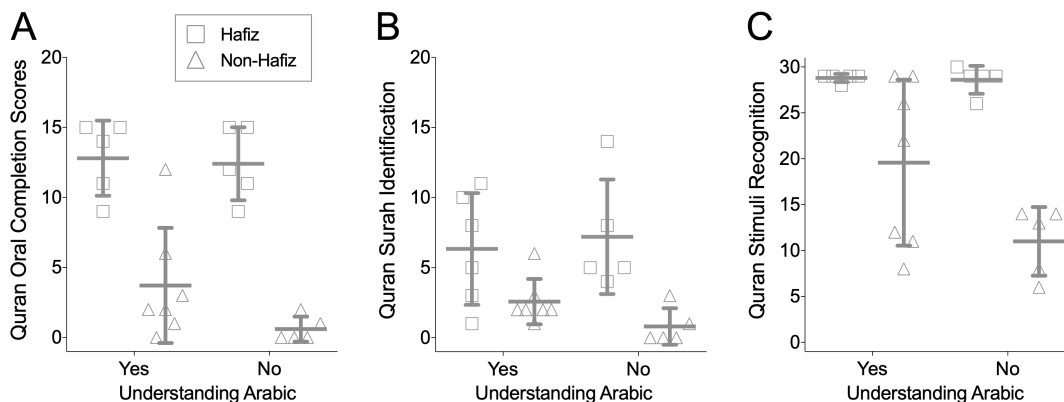 A
Hafiz
Non-Hafiz
Quran Oral Completion Scores
20
15
10
5
0
Yes No
Understanding Arabic
B
Quran Surah Identification
20
15
10
5
0
Yes No
Understanding Arabic
C
Quran Stimuli Recognition
30
25
20
15
10
5
0
Yes No
Understanding Arabic